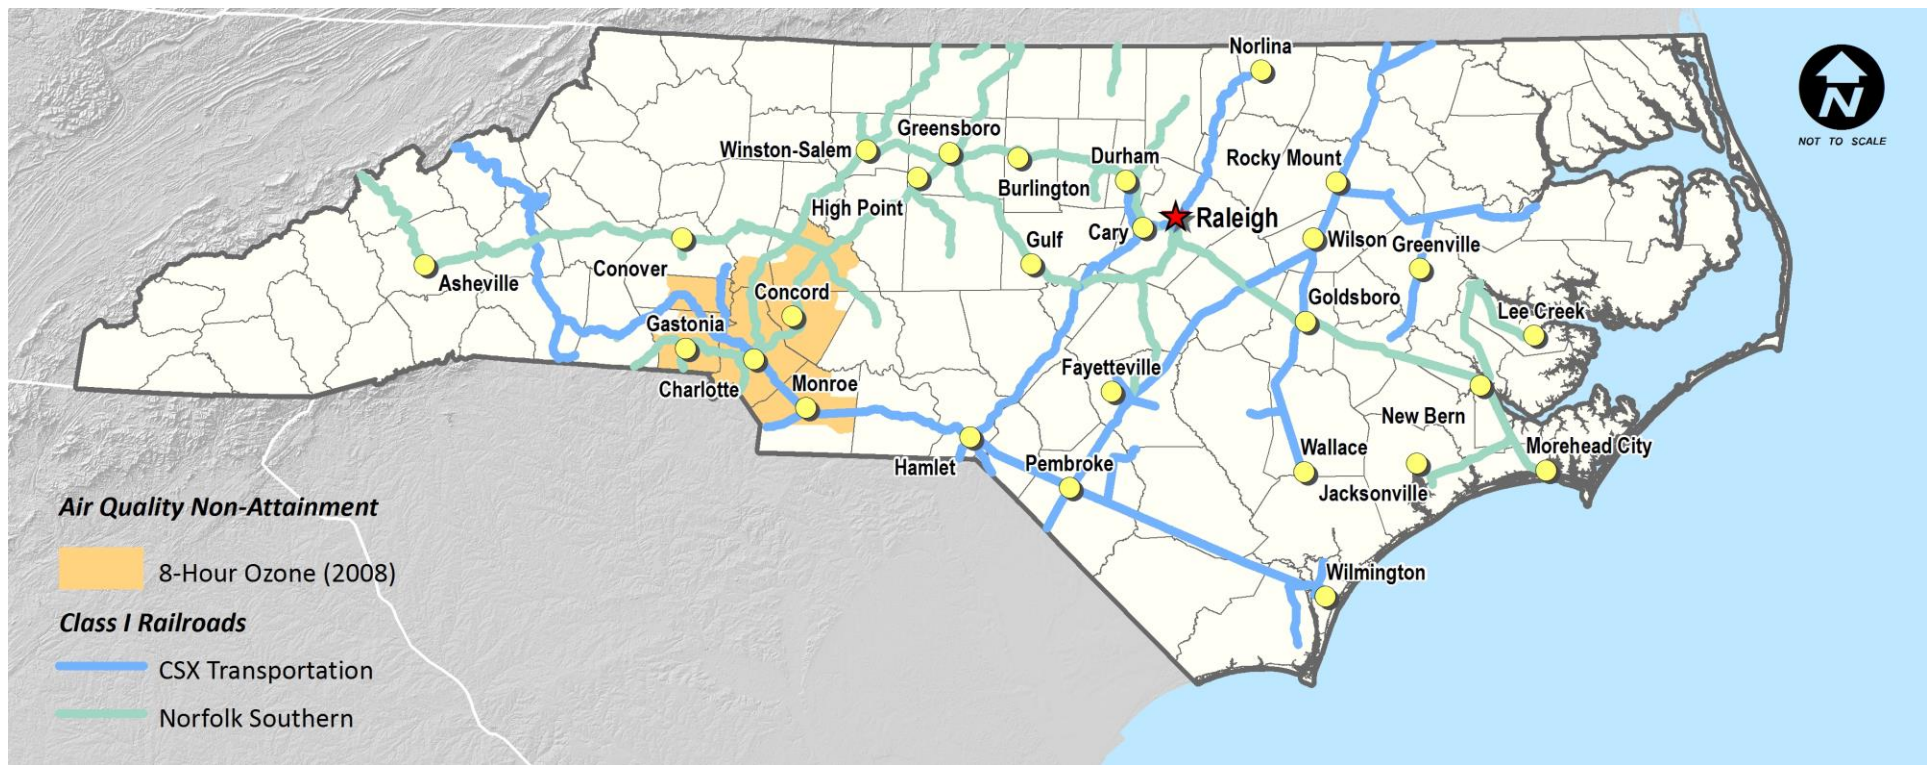 Norlina
N
NOT TO SCALE
Greensboro
Winston-Salem
Durham
Rocky Mount
Burlington
High Point
Raleigh
Cary
Gulf
Wilson
Greenville
Conover
Asheville
Concord
Goldsboro
Lee Creek
Gastonia
Fayetteville
Charlotte
Monroe
New Bern
Wallace
Morehead City
Hamlet
Pembroke
Jacksonville
Wilmington
Air Quality Non-Attainment
8-Hour Ozone (2008)
Class I Railroads
CSX Transportation
Norfolk Southern